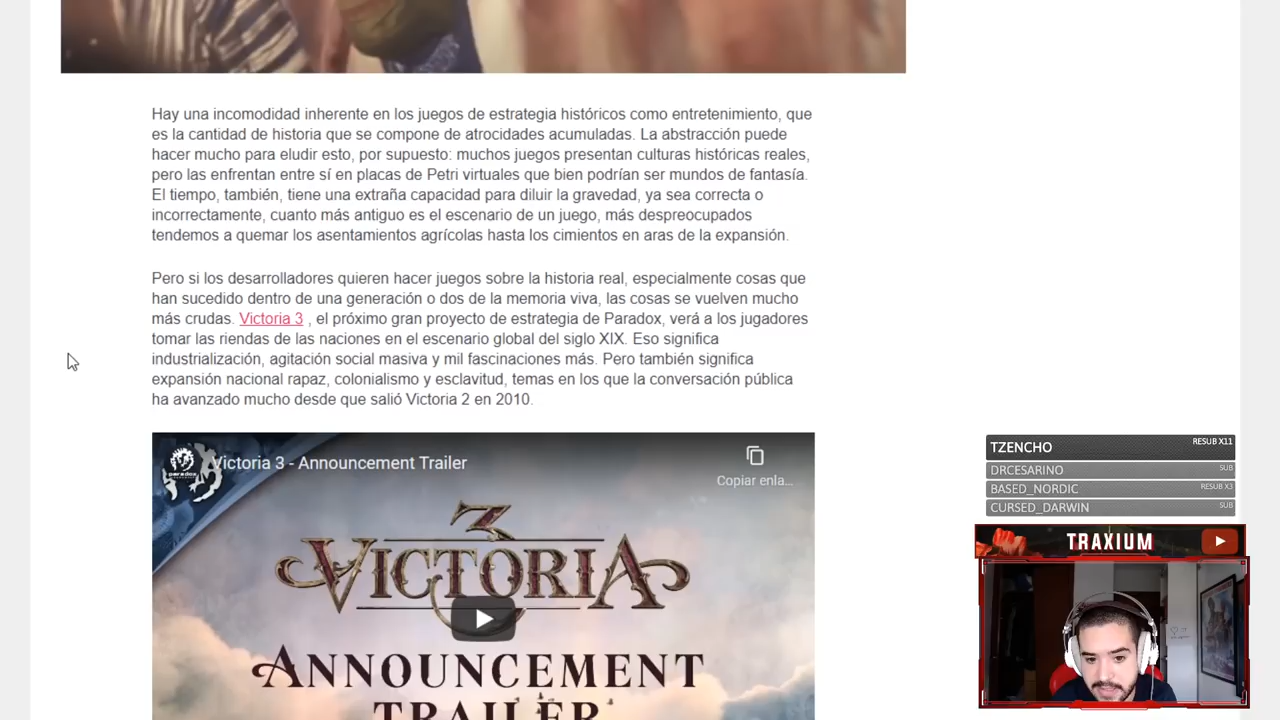 Hay una incomodidad inherente en los juegos de estrategia históricos como entretenimiento, que
es la cantidad de historia que se compone de atrocidades acumuladas. La abstracción puede
hacer mucho para eludir esto, por supuesto: muchos juegos presentan culturas históricas reales,
pero las enfrentan entre sí en placas de Petri virtuales que bien podrían ser mundos de fantasía.
El tiempo, también, tiene una extraña capacidad para diluir la gravedad, ya sea correcta o
incorrectamente, cuanto más antiguo es el escenario de un juego, más despreocupados
tendemos a quemar los asentamientos agrícolas hasta los cimientos en aras de la expansión.
Pero si los desarrolladores quieren hacer juegos sobre la historia real, especialmente cosas que
han sucedido dentro de una generación o dos de la memoria viva, las cosas se vuelven mucho
más crudas. Victoria 3 , el próximo gran proyecto de estrategia de Paradox, verá a los jugadores
tomar las riendas de las naciones en el escenario global del siglo XIX. Eso significa
industrialización, agitación social masiva y mil fascinaciones más. Pero también significa
expansión nacional rapaz, colonialismo y esclavitud, temas en los que la conversación pública
ha avanzado mucho desde que salió Victoria 2 en 2010.
Victoria 3 - Announcement Trailer
Copiar enla...
3
VICTORIA
ANNOUNCEMENT
TRAILER
TZENCHO RESUB X11
DRCESARINO SUB
BASED_NORDIC RESUB X3
CURSED_DARWIN SUB
TRAXIUM